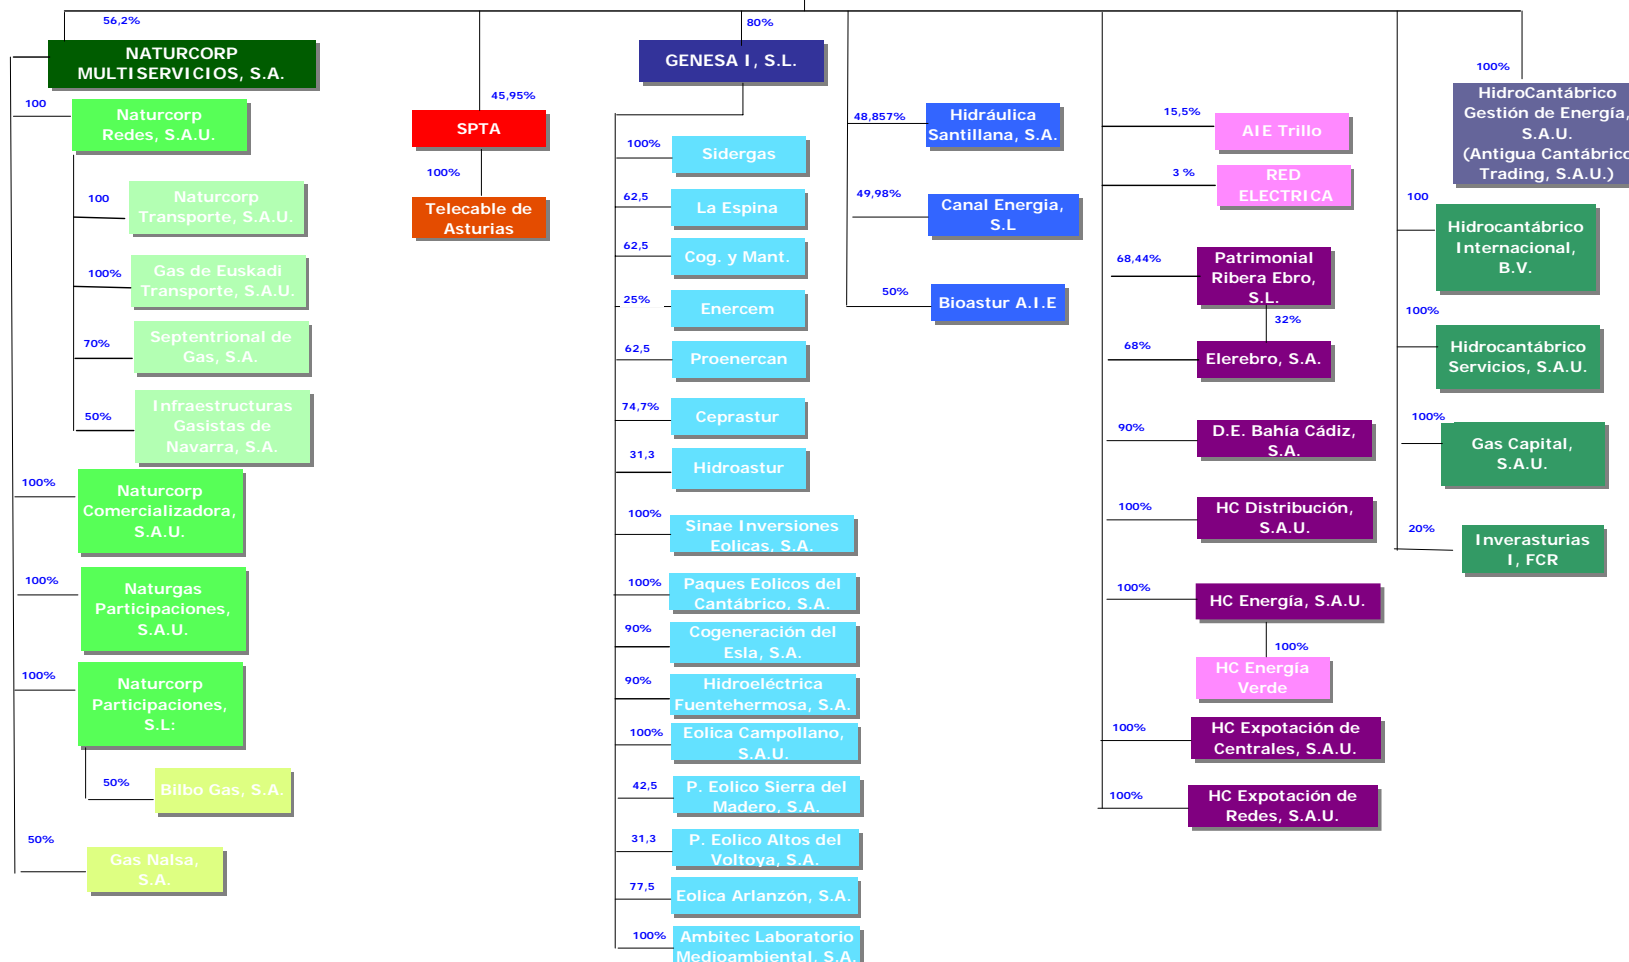 56,2%
NATURCORP
MULTISERVICIOS, S.A.
100
Naturcorp
Redes, S.A.U.
100
Naturcorp
Transporte, S.A.U.
100%
Gas de Euskadi
Transporte, S.A.U.
70%
Septentrional de
Gas, S.A.
50%
Infraestructuras
Gasistas de
Navarra, S.A.
100%
Naturcorp
Comercializadora,
S.A.U.
100%
Naturgas
Participaciones,
S.A.U.
100%
Naturcorp
Participaciones,
S.L:
50%
Bilbo Gas, S.A.
50%
Gas Nalsa,
S.A.
45,95%
SPTA
100%
Telecable de
Asturias
80%
GENESA I, S.L.
100%
Sidergas
62,5
La Espina
62,5
Cog. y Mant.
25%
Enercem
62,5
Proenercan
74,7%
Ceprastur
31,3
Hidroastur
100%
Sinae Inversiones
Eolicas, S.A.
100%
Paques Eolicos del
Cantábrico, S.A.
90%
Cogeneración del
Esla, S.A.
90%
Hidroeléctrica
Fuentehermosa, S.A.
100%
Eolica Campollano,
S.A.U.
42,5
P. Eolico Sierra del
Madero, S.A.
31,3
P. Eolico Altos del
Voltoya, S.A.
77,5
Eolica Arlanzón, S.A.
100%
Ambitec Laboratorio
Medioambiental, S.A.
48,857%
Hidráulica
Santillana, S.A.
49,98%
Canal Energia,
S.L
50%
Bioastur A.I.E
15,5%
AIE Trillo
3 %
RED
ELECTRICA
68,44%
Patrimonial
Ribera Ebro,
S.L.
32%
68%
Elerebro, S.A.
90%
D.E. Bahía Cádiz,
S.A.
100%
HC Distribución,
S.A.U.
100%
HC Energía, S.A.U.
100%
HC Energía
Verde
100%
HC Expotación de
Centrales, S.A.U.
100%
HC Expotación de
Redes, S.A.U.
100%
HidroCantábrico
Gestión de Energía,
S.A.U.
(Antigua Cantábrico
Trading, S.A.U.)
100
Hidrocantábrico
Internacional,
B.V.
100%
Hidrocantábrico
Servicios, S.A.U.
100%
Gas Capital,
S.A.U.
20%
Inverasturias
I, FCR